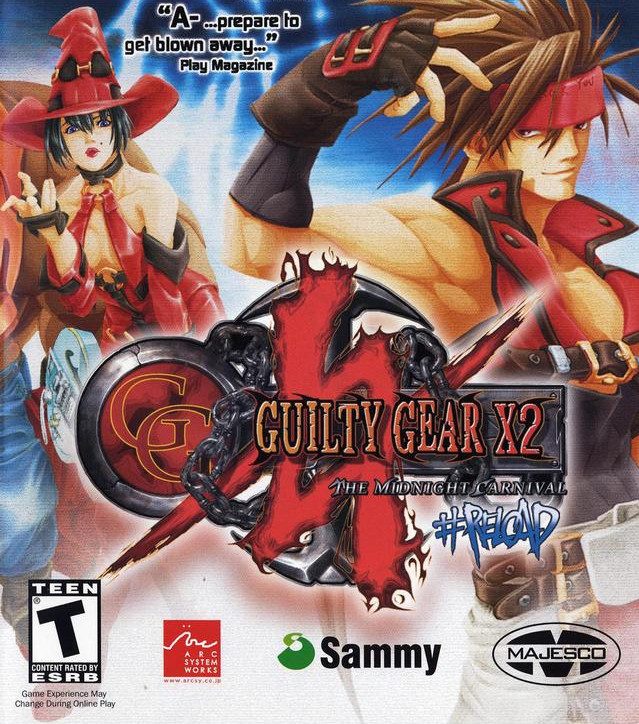 "A- ...prepare to
get blown away..."
Play Magazine
GG
GUILTY GEAR X2
THE MIDNIGHT CARNIVAL
#RELOAD
TEEN
T
®
CONTENT RATED BY
ESRB
Game Experience May
Change During Online Play
ARC
SYSTEM
WORKS
www.arcsy.co.jp
Sammy
MAJESCO